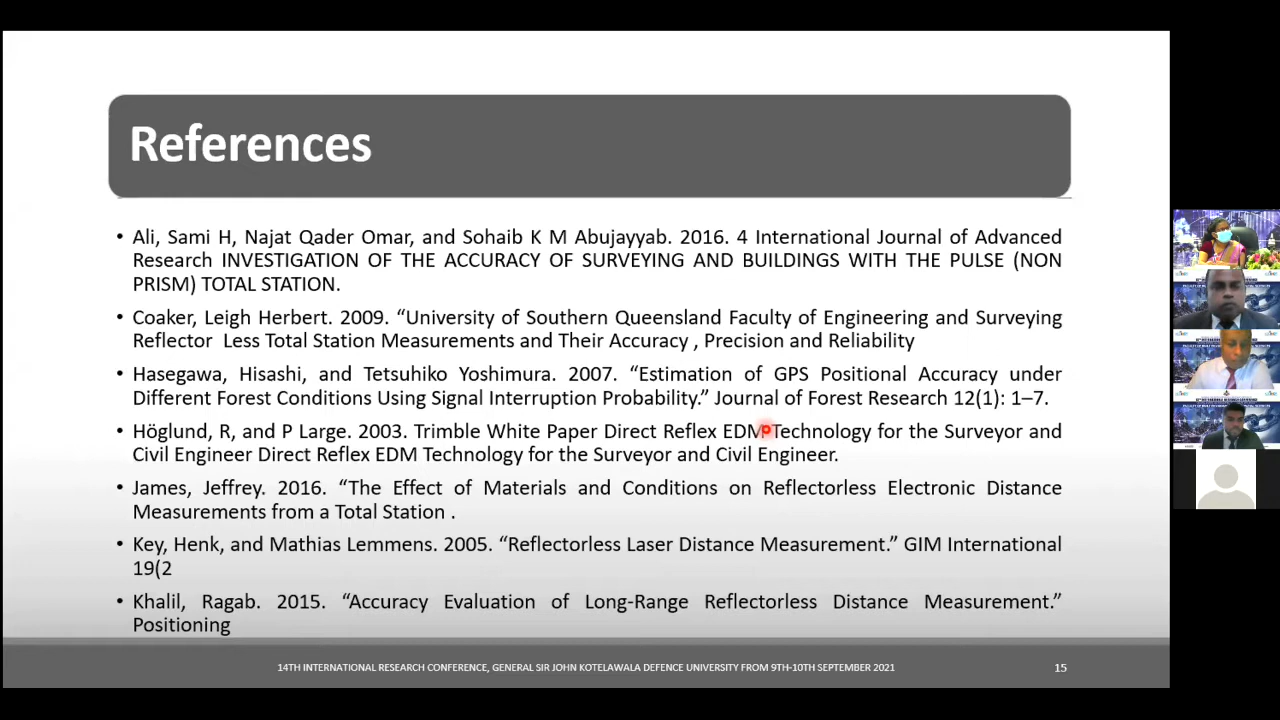 References
• Ali, Sami H, Najat Qader Omar, and Sohaib K M Abujayyab. 2016. 4 International Journal of Advanced
Research INVESTIGATION OF THE ACCURACY OF SURVEYING AND BUILDINGS WITH THE PULSE (NON
PRISM) TOTAL STATION.
• Coaker, Leigh Herbert. 2009. “University of Southern Queensland Faculty of Engineering and Surveying
Reflector Less Total Station Measurements and Their Accuracy , Precision and Reliability
• Hasegawa, Hisashi, and Tetsuhiko Yoshimura. 2007. “Estimation of GPS Positional Accuracy under
Different Forest Conditions Using Signal Interruption Probability.” Journal of Forest Research 12(1): 1–7.
• Höglund, R, and P Large. 2003. Trimble White Paper Direct Reflex EDM Technology for the Surveyor and
Civil Engineer Direct Reflex EDM Technology for the Surveyor and Civil Engineer.
• James, Jeffrey. 2016. “The Effect of Materials and Conditions on Reflectorless Electronic Distance
Measurements from a Total Station .
• Key, Henk, and Mathias Lemmens. 2005. “Reflectorless Laser Distance Measurement.” GIM International
19(2
• Khalil, Ragab. 2015. “Accuracy Evaluation of Long-Range Reflectorless Distance Measurement.”
Positioning
14TH INTERNATIONAL RESEARCH CONFERENCE, GENERAL SIR JOHN KOTELAWALA DEFENCE UNIVERSITY FROM 9TH-10TH SEPTEMBER 2021
15